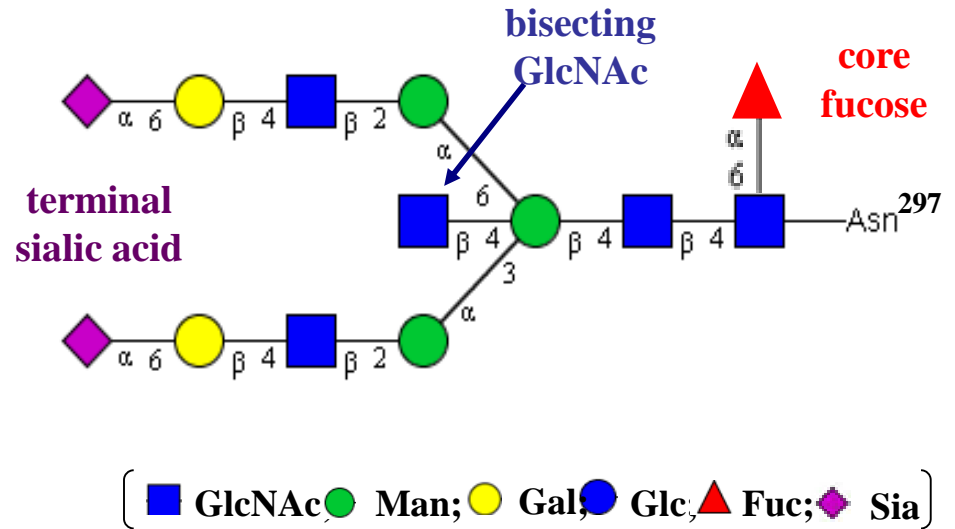 bisecting
GlcNAc
core
fucose
α 6 β 4 β 2
α
α
6
terminal
sialic acid
6
β 4 β 4 β 4 Asn297
3
α
α 6 β 4 β 2
GlcNAc; Man; Gal; Glc; Fuc; Sia